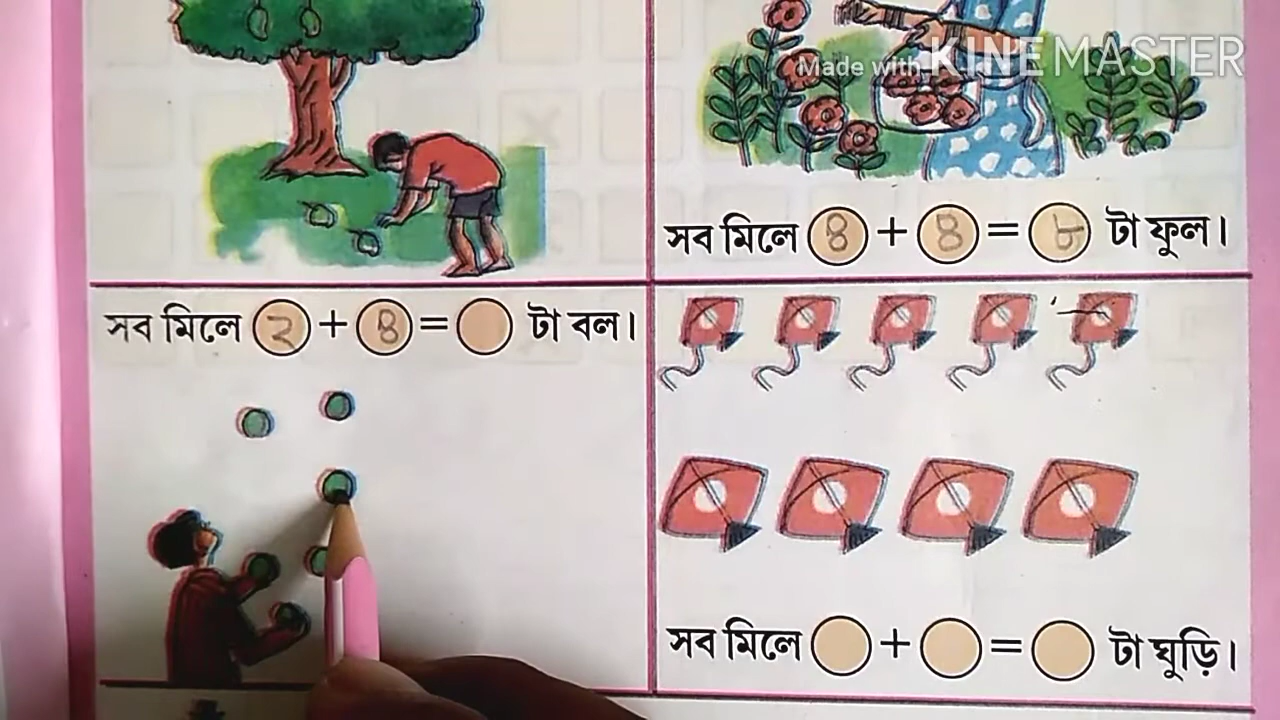 Made with KINEMASTER
সব মিলে ৪ + ৪ = ৮ টা ফুল।
সব মিলে ২ + ৪ = টা বল।
সব মিলে + = টা ঘুড়ি।